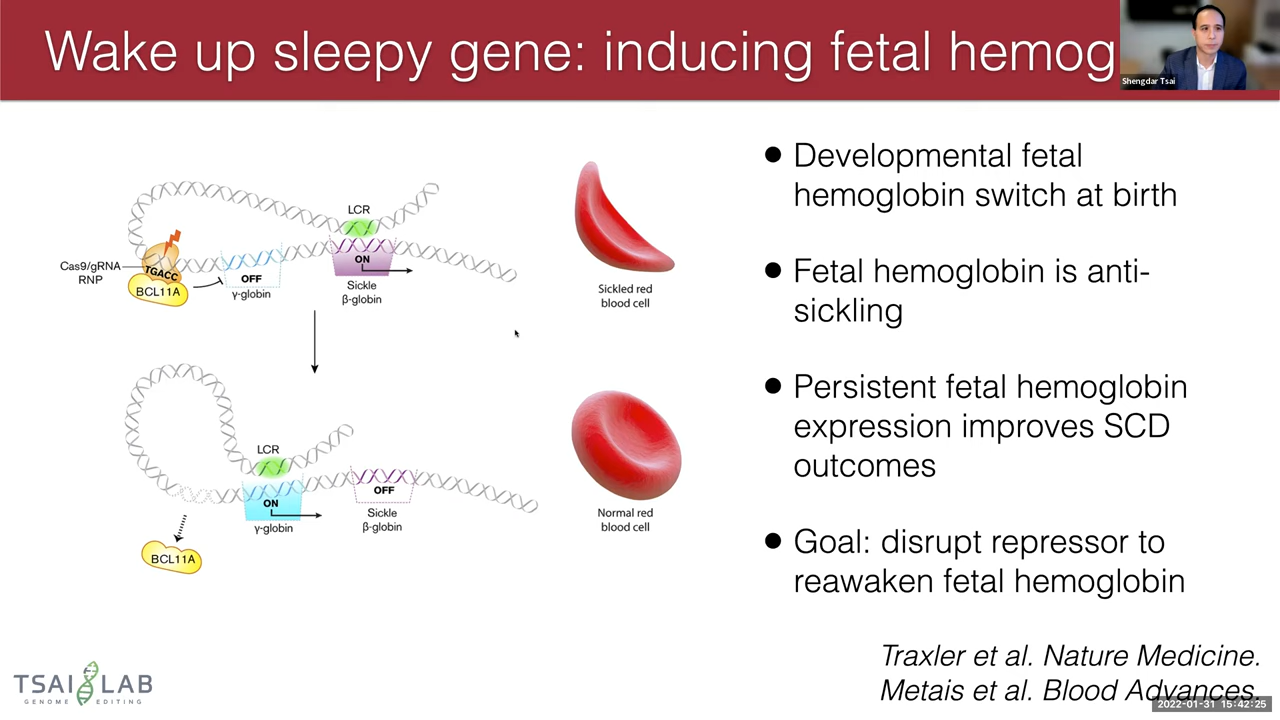 Wake up sleepy gene: inducing fetal hemog
Shengdar Tsai
LCR
Cas9/gRNA
RNP
TGACC
BCL11A
OFF
γ-globin
ON
Sickle
β-globin
Sickled red
blood cell
LCR
ON
γ-globin
OFF
Sickle
β-globin
BCL11A
Normal red
blood cell
● Developmental fetal
hemoglobin switch at birth
● Fetal hemoglobin is anti-
sickling
● Persistent fetal hemoglobin
expression improves SCD
outcomes
● Goal: disrupt repressor to
reawaken fetal hemoglobin
Traxler et al. Nature Medicine.
Metais et al. Blood Advances.
TSAI LAB
GENOME EDITING
2022-01-31 15:42:25